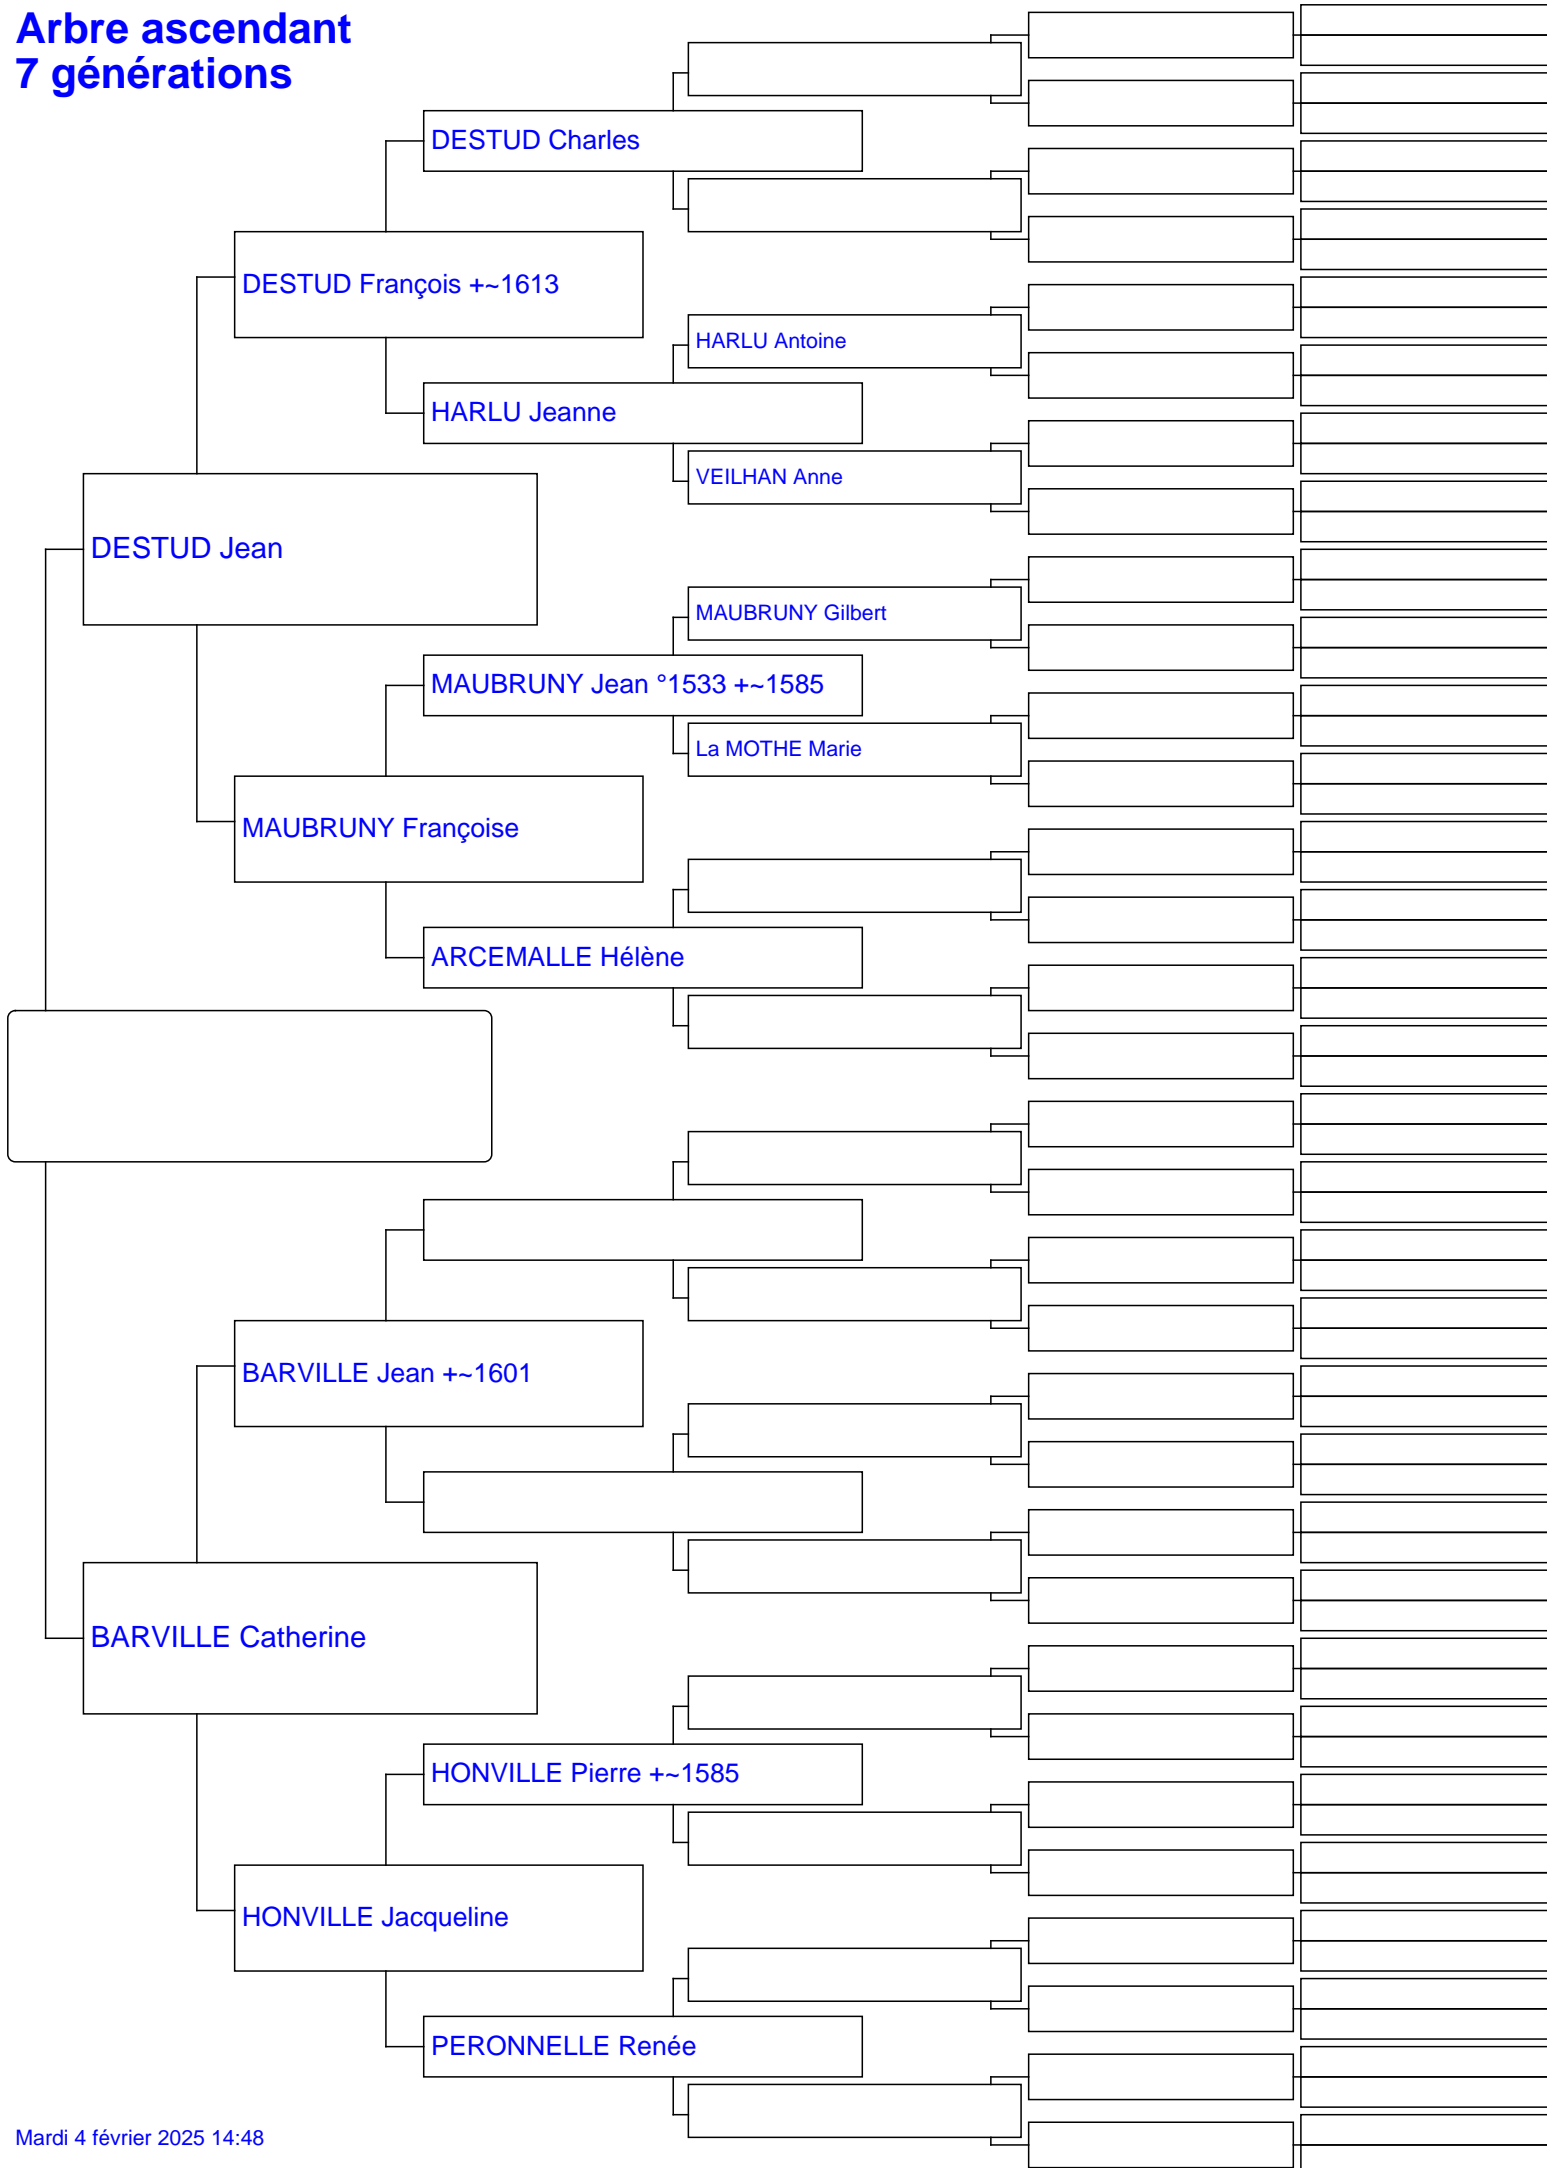 Arbre ascendant
7 générations
DESTUD Charles
DESTUD François +~1613
HARLU Antoine
HARLU Jeanne
VEILHAN Anne
DESTUD Jean
MAUBRUNY Gilbert
MAUBRUNY Jean °1533 +~1585
La MOTHE Marie
MAUBRUNY Françoise
ARCEMALLE Hélène
BARVILLE Jean +~1601
BARVILLE Catherine
HONVILLE Pierre +~1585
HONVILLE Jacqueline
PERONNELLE Renée
Mardi 4 février 2025 14:48